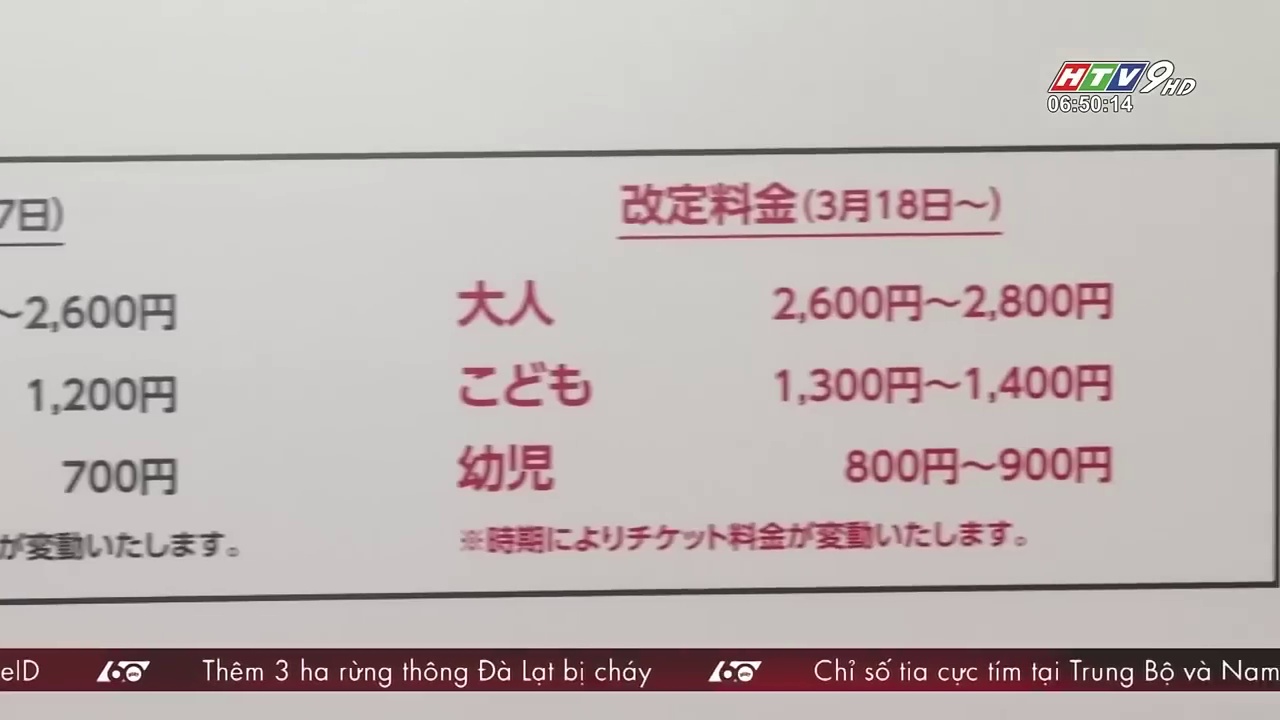 HTV9HD
06:50:14
7日)
改定料金(3月18日~)
~2,600円
大人 2,600円~2,800円
1,200円
こども 1,300円~1,400円
700円
幼児 800円~900円
が変動いたします。
※時期によりチケット料金が変動いたします。
eID 60 giây Thêm 3 ha rừng thông Đà Lạt bị cháy 60 giây Chỉ số tia cực tím tại Trung Bộ và Nam